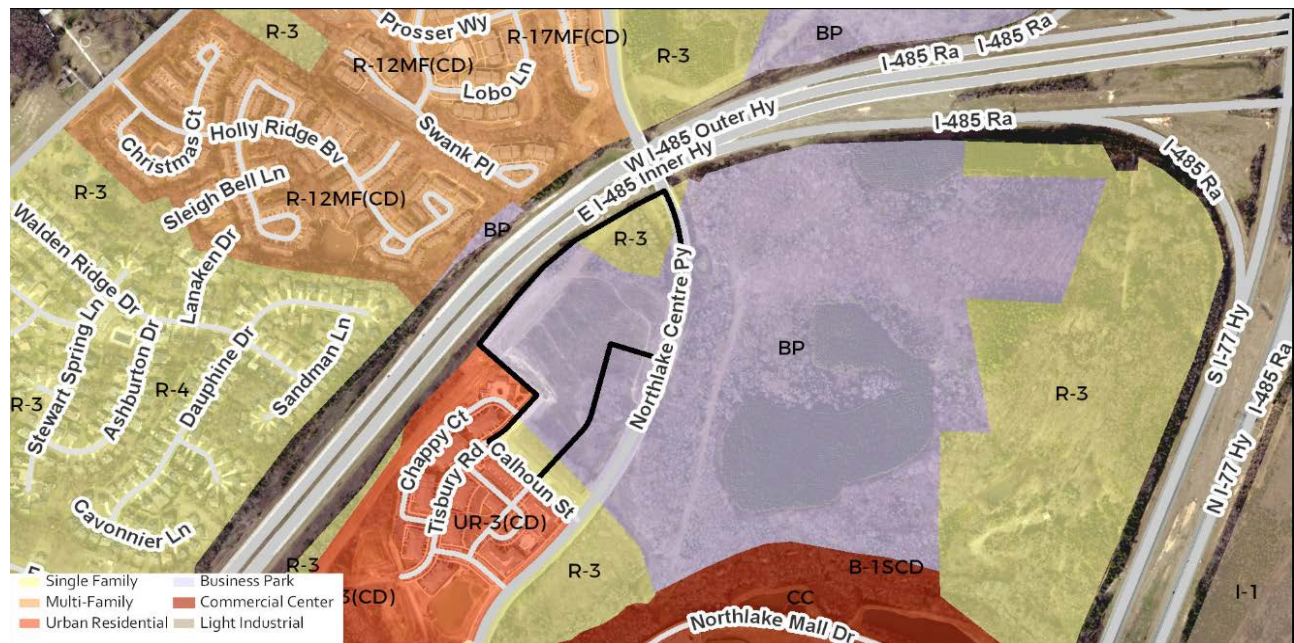 Prosser Wy
R-3
R-17MF(CD)
R-3
BP
I-485 Ra
I-485 Ra
R-12MF(CD)
Lobo Ln
Christmas Ct
Holly Ridge Bv
Swank Pl
W I-485 Outer Hy
E I-485 Inner Hy
I-485 Ra
I-485 Ra
R-3
Sleigh Bell Ln
R-12MF(CD)
BP
R-3
Walden Ridge Dr
Lanaken Dr
Northlake Centre Py
Stewart Spring Ln
Ashburton Dr
Dauphine Dr
Sandman Ln
R-4
R-3
BP
R-3
S I-77 Hy
N I-77 Hy
I-485 Ra
Chappy Ct
Tisbury Rd
Calhoun St
Cavonnier Ln
UR-3(CD)
R-3
R-3
B-1SCD
CC
I-1
3(CD)
Northlake Mall Dr
Single Family
Business Park
Multi-Family
Commercial Center
Urban Residential
Light Industrial